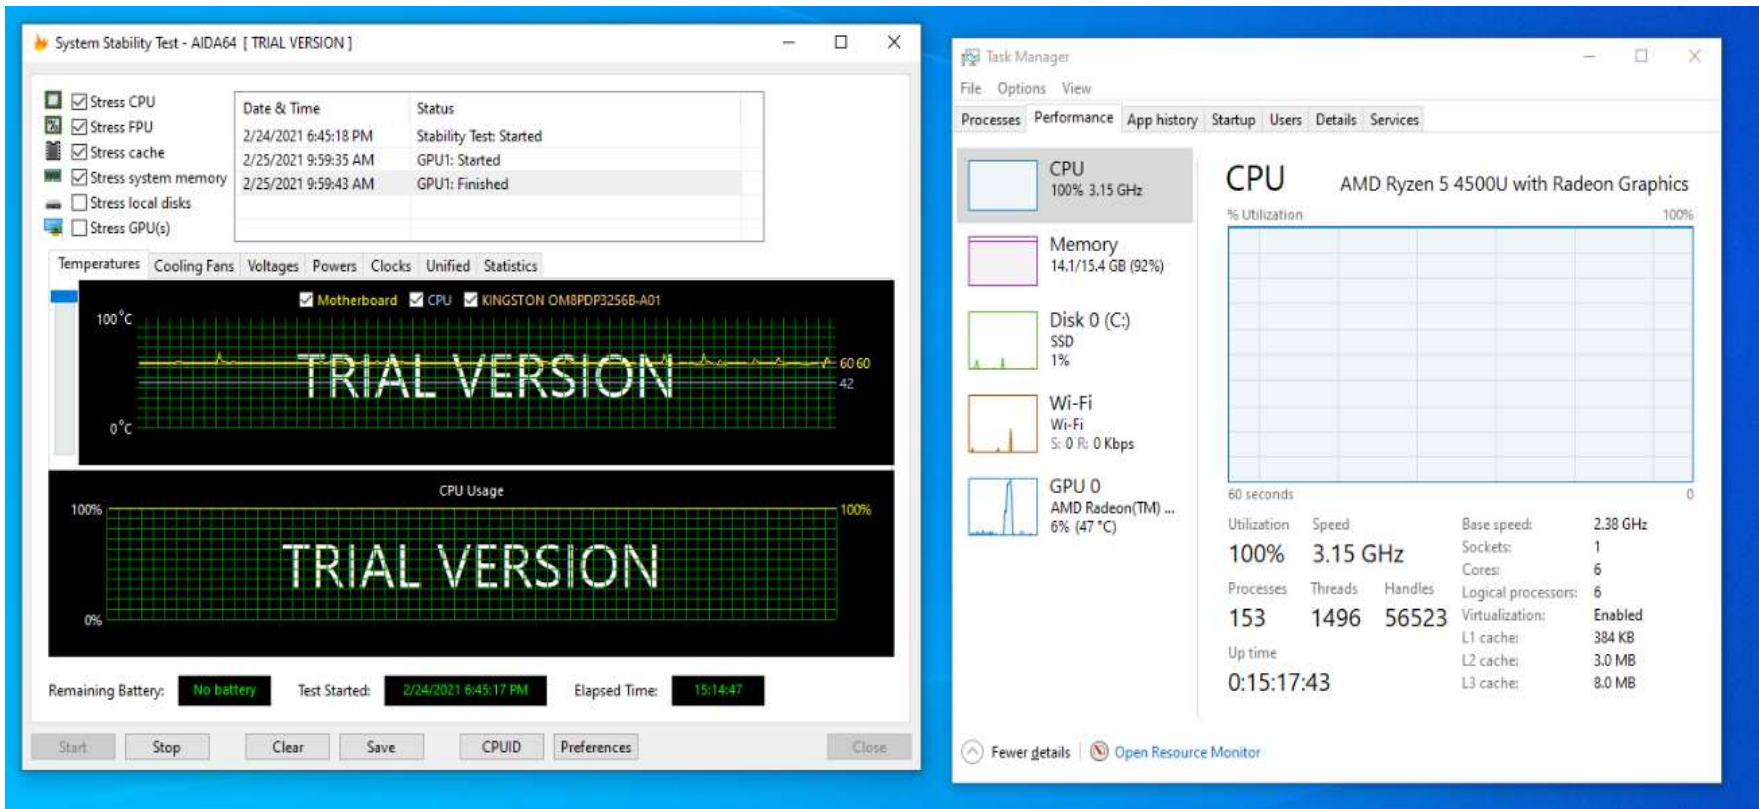 System Stability Test - AIDA64 [ TRIAL VERSION ]
Stress CPU
Stress FPU
Stress cache
Stress system memory
Stress local disks
Stress GPU(s)
Date & Time Status
2/24/2021 6:45:18 PM Stability Test: Started
2/25/2021 9:59:35 AM GPU1: Started
2/25/2021 9:59:43 AM GPU1: Finished
Temperatures Cooling Fans Voltages Powers Clocks Unified Statistics
Motherboard CPU KINGSTON OM8PDP3256B-A01
100°C
TRIAL VERSION
60 60
42
0°C
CPU Usage
100% 100%
TRIAL VERSION
0%
Remaining Battery: No battery Test Started: 2/24/2021 6:45:17 PM Elapsed Time: 15:14:47
Start Stop Clear Save CPUID Preferences Close
Task Manager
File Options View
Processes Performance App history Startup Users Details Services
CPU
100% 3.15 GHz
Memory
14.1/15.4 GB (92%)
Disk 0 (C:)
SSD
1%
Wi-Fi
Wi-Fi
S: 0 R: 0 Kbps
GPU 0
AMD Radeon(TM) ...
6% (47 °C)
CPU AMD Ryzen 5 4500U with Radeon Graphics
% Utilization 100%
60 seconds 0
Utilization Speed
100% 3.15 GHz
Processes Threads Handles
153 1496 56523
Up time
0:15:17:43
Base speed: 2.38 GHz
Sockets: 1
Cores: 6
Logical processors: 6
Virtualization: Enabled
L1 cache: 384 KB
L2 cache: 3.0 MB
L3 cache: 8.0 MB
Fewer details Open Resource Monitor